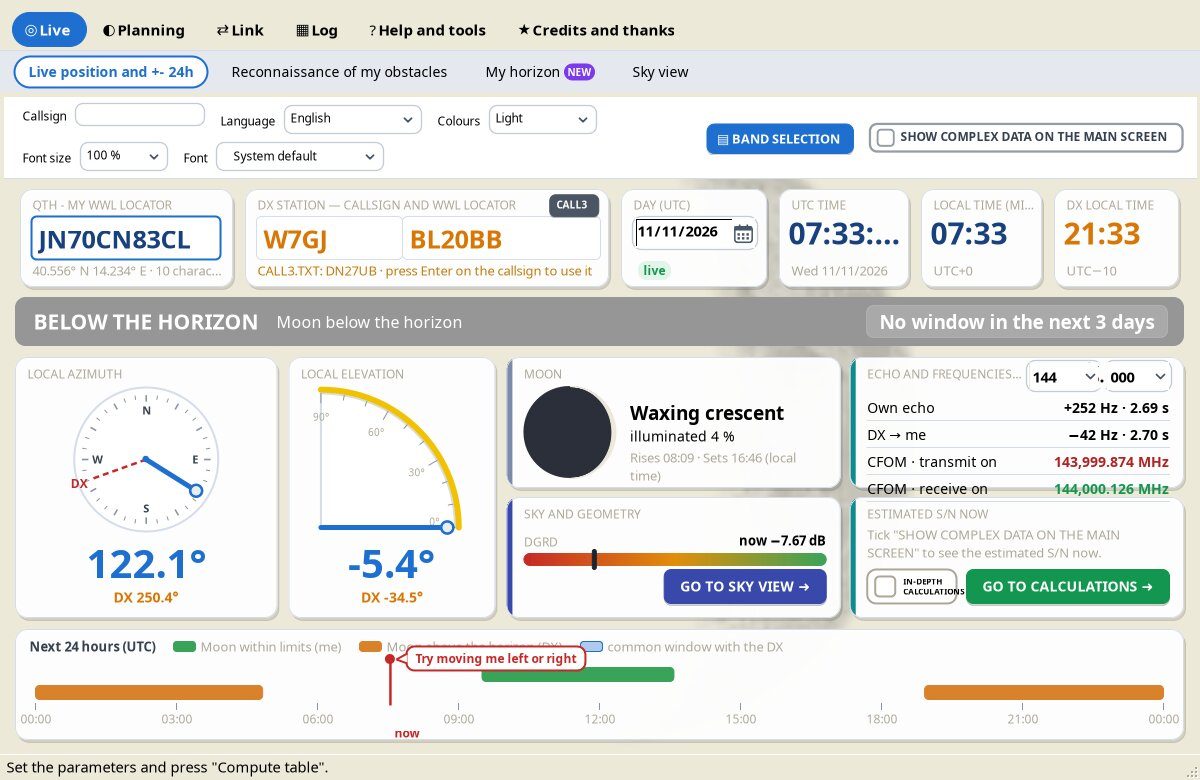 ◎ Live
◐ Planning
⇄ Link
▦ Log
? Help and tools
★ Credits and thanks
Live position and +- 24h
Reconnaissance of my obstacles
My horizon NEW
Sky view
Callsign
Language English
Colours Light
Font size 100 %
Font System default
▤ BAND SELECTION
SHOW COMPLEX DATA ON THE MAIN SCREEN
QTH - MY WWL LOCATOR
JN70CN83CL
40.556° N 14.234° E · 10 charac...
DX STATION — CALLSIGN AND WWL LOCATOR
CALL3
W7GJ
BL20BB
CALL3.TXT: DN27UB · press Enter on the callsign to use it
DAY (UTC)
11/11/2026
live
UTC TIME
07:33:...
Wed 11/11/2026
LOCAL TIME (MI...
07:33
UTC+0
DX LOCAL TIME
21:33
UTC−10
BELOW THE HORIZON
Moon below the horizon
No window in the next 3 days
LOCAL AZIMUTH
N
W
E
S
DX
122.1°
DX 250.4°
LOCAL ELEVATION
90°
60°
30°
0°
-5.4°
DX -34.5°
MOON
Waxing crescent
illuminated 4 %
Rises 08:09 · Sets 16:46 (local
time)
SKY AND GEOMETRY
DGRD
now −7.67 dB
GO TO SKY VIEW →
ECHO AND FREQUENCIES...
144 . 000
Own echo +252 Hz · 2.69 s
DX → me −42 Hz · 2.70 s
CFOM · transmit on 143,999.874 MHz
CFOM · receive on 144,000.126 MHz
ESTIMATED S/N NOW
Tick "SHOW COMPLEX DATA ON THE MAIN
SCREEN" to see the estimated S/N now.
IN-DEPTH
CALCULATIONS
GO TO CALCULATIONS →
Next 24 hours (UTC)
Moon within limits (me)
Moon above the horizon (DX)
common window with the DX
Try moving me left or right
00:00 03:00 06:00 09:00 12:00 15:00 18:00 21:00 00:00
now
Set the parameters and press "Compute table".